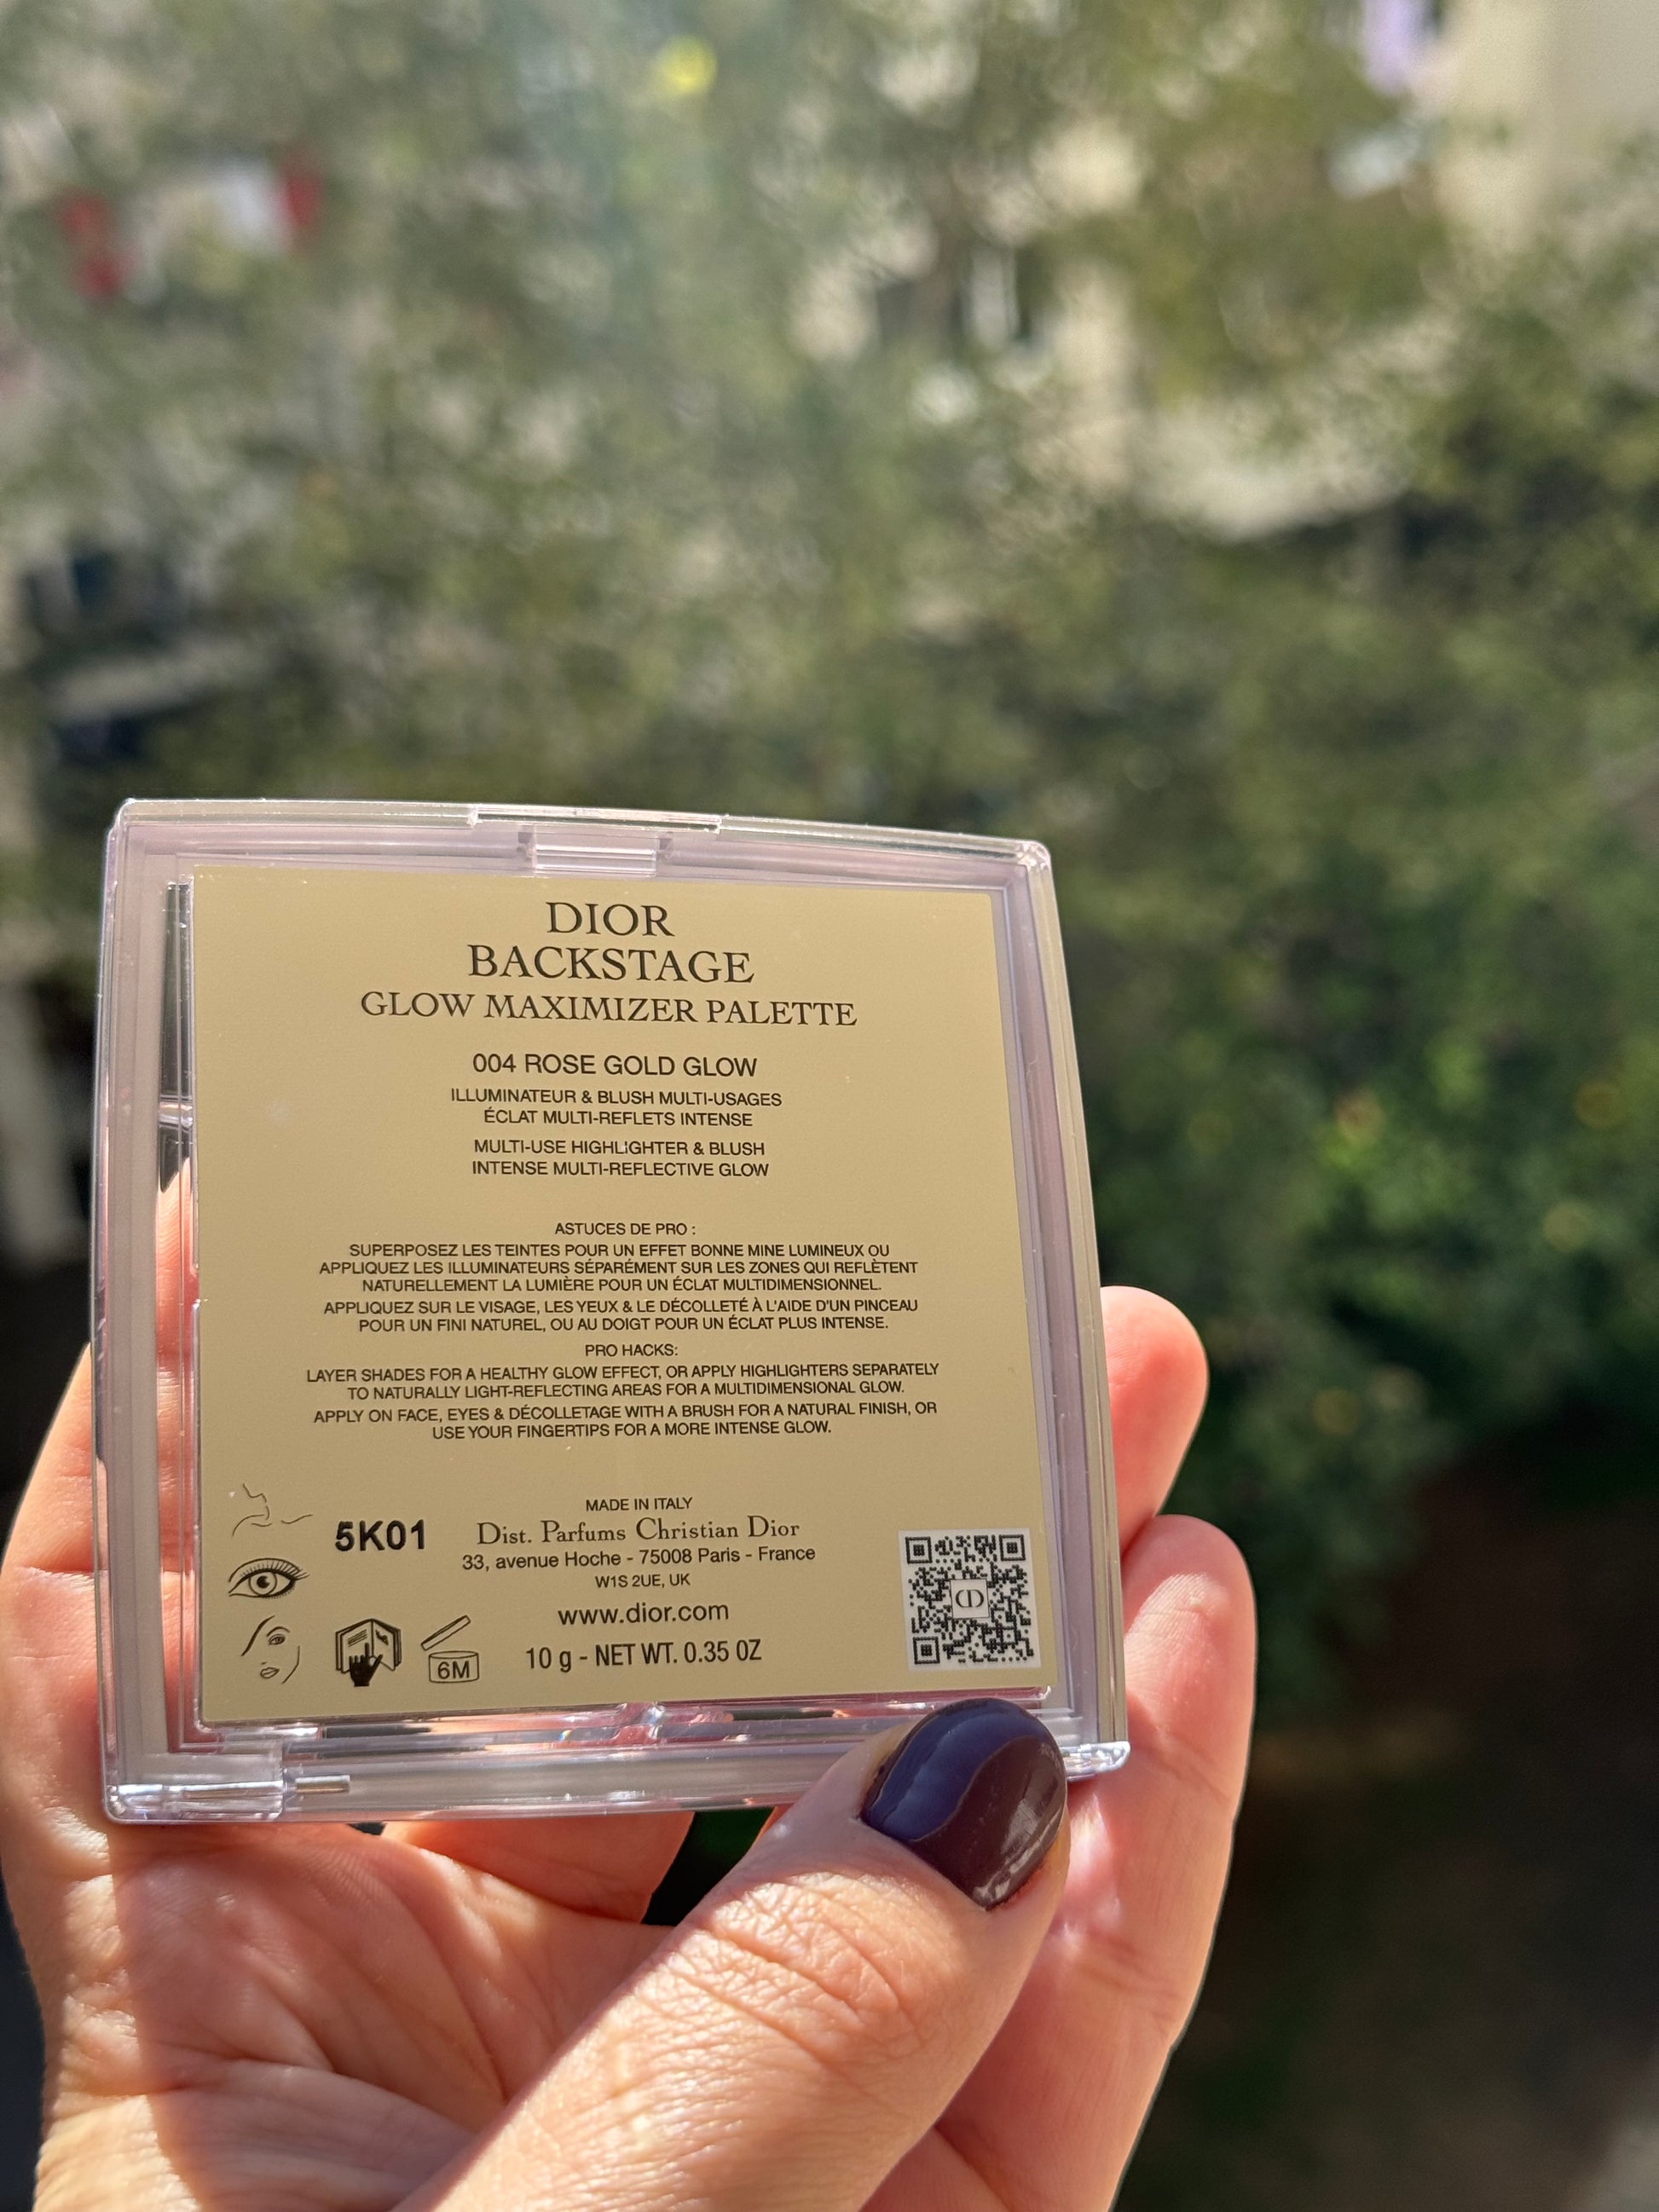 DIOR
BACKSTAGE
GLOW MAXIMIZER PALETTE
004 ROSE GOLD GLOW
ILLUMINATEUR & BLUSH MULTI-USAGES
ÉCLAT MULTI-REFLETS INTENSE
MULTI-USE HIGHLIGHTER & BLUSH
INTENSE MULTI-REFLECTIVE GLOW
ASTUCES DE PRO :
SUPERPOSEZ LES TEINTES POUR UN EFFET BONNE MINE LUMINEUX OU
APPLIQUEZ LES ILLUMINATEURS SÉPARÉMENT SUR LES ZONES QUI REFLÈTENT
NATURELLEMENT LA LUMIÈRE POUR UN ÉCLAT MULTIDIMENSIONNEL.
APPLIQUEZ SUR LE VISAGE, LES YEUX & LE DÉCOLLETÉ À L'AIDE D'UN PINCEAU
POUR UN FINI NATUREL, OU AU DOIGT POUR UN ÉCLAT PLUS INTENSE.
PRO HACKS:
LAYER SHADES FOR A HEALTHY GLOW EFFECT, OR APPLY HIGHLIGHTERS SEPARATELY
TO NATURALLY LIGHT-REFLECTING AREAS FOR A MULTIDIMENSIONAL GLOW.
APPLY ON FACE, EYES & DÉCOLLETAGE WITH A BRUSH FOR A NATURAL FINISH, OR
USE YOUR FINGERTIPS FOR A MORE INTENSE GLOW.
MADE IN ITALY
5K01
Dist. Parfums Christian Dior
33, avenue Hoche - 75008 Paris - France
W1S 2UE, UK
www.dior.com
6M
10 g - NET WT. 0.35 OZ
CD